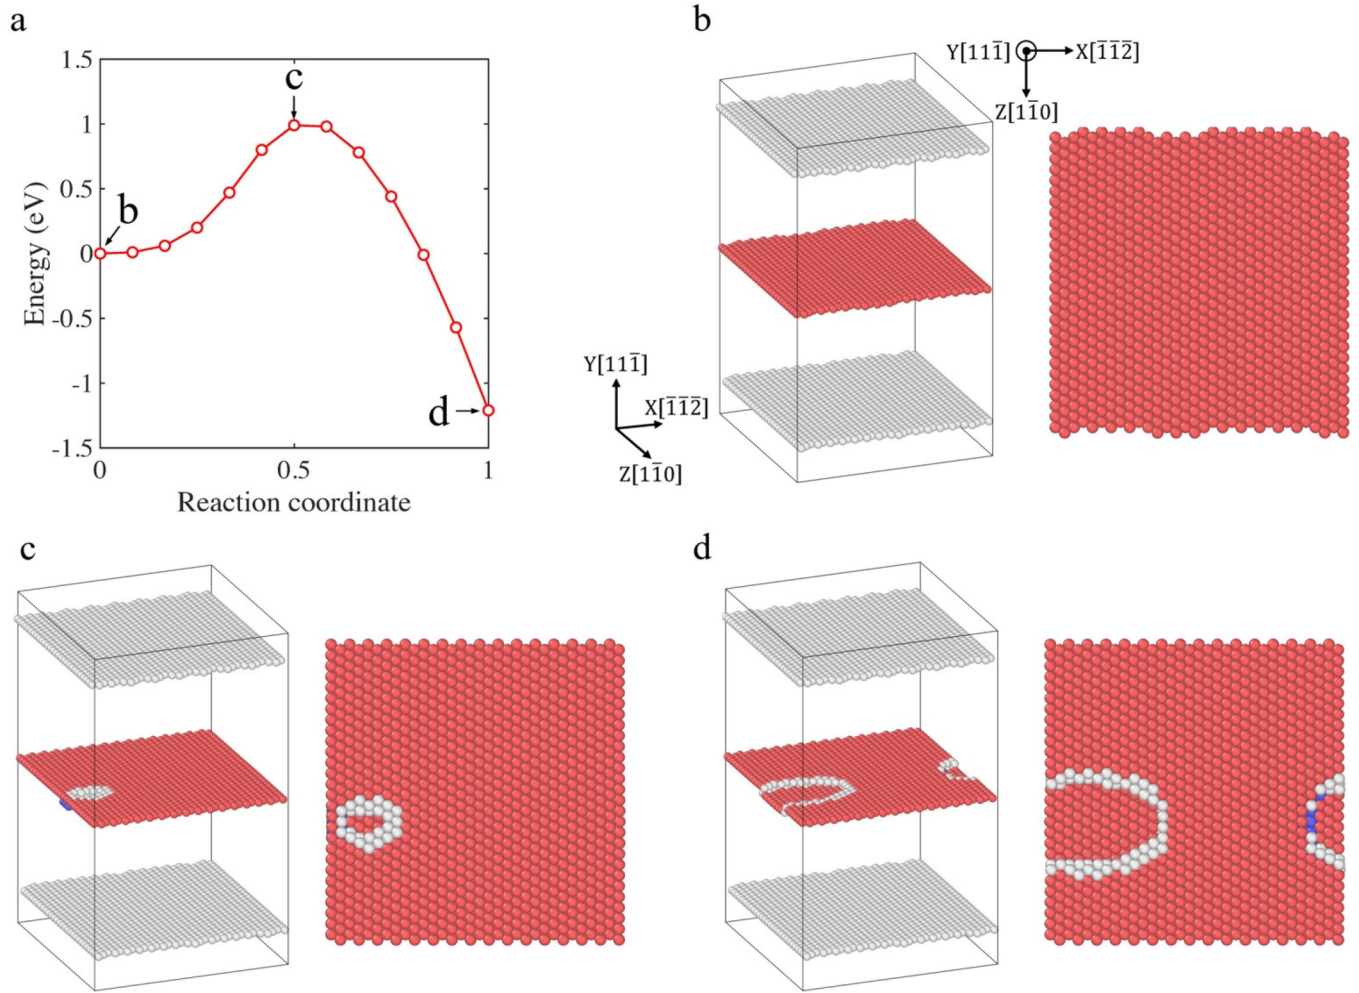 a
1.5
1
0.5
0
-0.5
-1
-1.5
Energy (eV)
b
c
d
0
0.5
1
Reaction coordinate
b
Y[111̅]
X[1̅1̅2̅]
Z[11̅0]
Y[111̅]
X[1̅1̅2̅]
Z[11̅0]
c
d